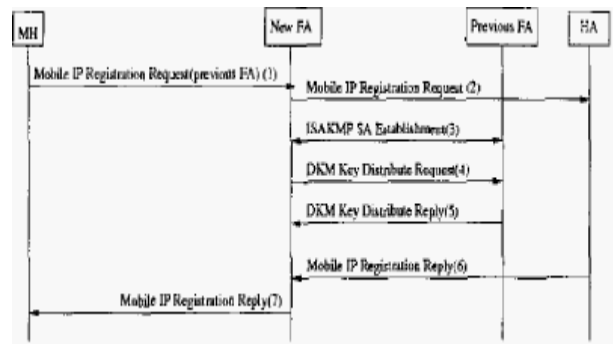 MH
New FA
Previous FA
HA
Mobile IP Registration Request(previous FA) (1)
Mobile IP Registration Request (2)
ISAKMP SA Establishment(3)
DKM Key Distribute Request(4)
DKM Key Distribute Reply(5)
Mobile IP Registration Reply(6)
Mobile IP Registration Reply(7)